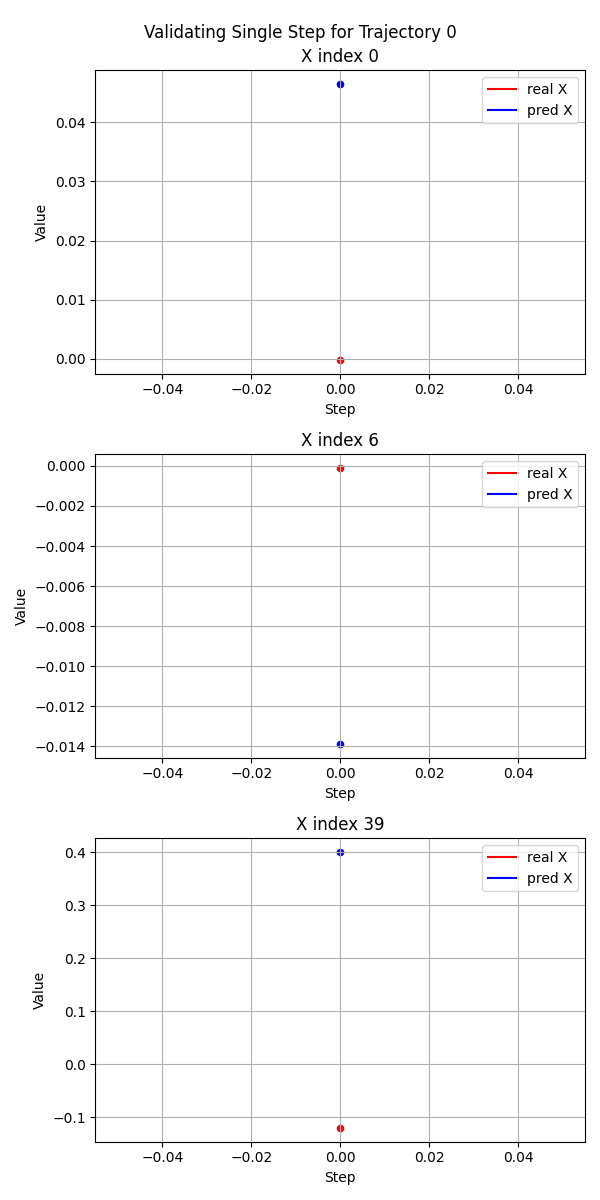 Validating Single Step for Trajectory 0
X index 0
real X
pred X
0.04
0.03
0.02
0.01
0.00
Value
−0.04
−0.02
0.00
0.02
0.04
Step
X index 6
real X
pred X
0.000
−0.002
−0.004
−0.006
−0.008
−0.010
−0.012
−0.014
Value
−0.04
−0.02
0.00
0.02
0.04
Step
X index 39
real X
pred X
0.4
0.3
0.2
0.1
0.0
−0.1
Value
−0.04
−0.02
0.00
0.02
0.04
Step